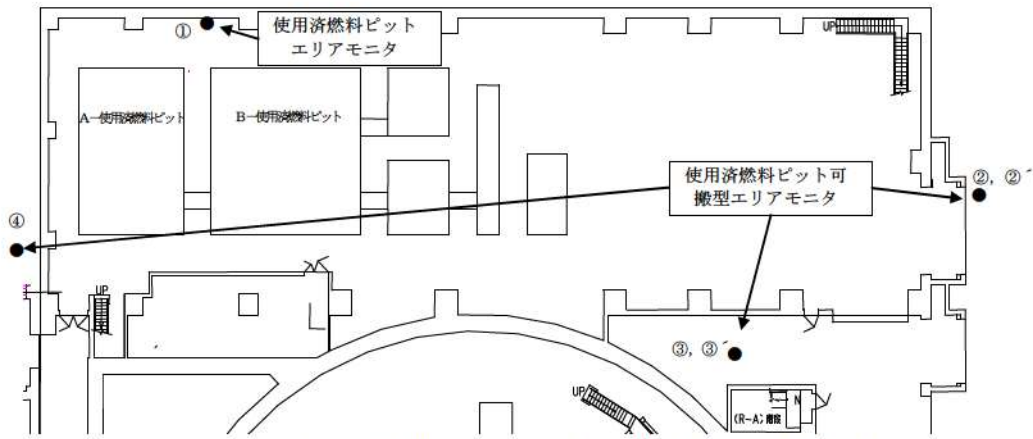 ①
使用済燃料ピット
エリアモニタ
UP
A－使用済燃料ピット
B－使用済燃料ピット
使用済燃料ピット可
搬型エリアモニタ
②, ②´
④
UP
③, ③´
UP
N
(R-A) 階段